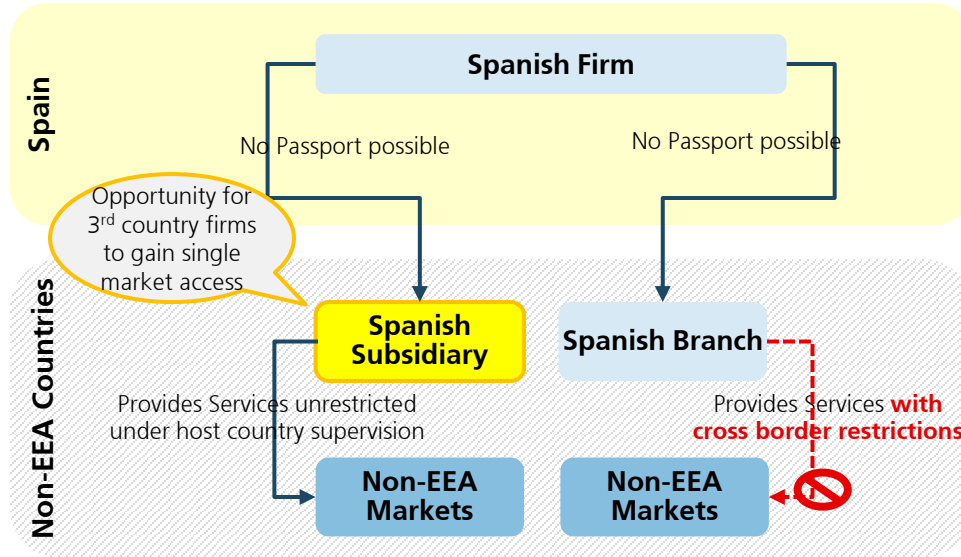 Spain
Spanish Firm
No Passport possible
No Passport possible
Opportunity for
3rd country firms
to gain single
market access
Non-EEA Countries
Spanish
Subsidiary
Spanish Branch
Provides Services unrestricted
under host country supervision
Provides Services with
cross border restrictions
Non-EEA
Markets
Non-EEA
Markets